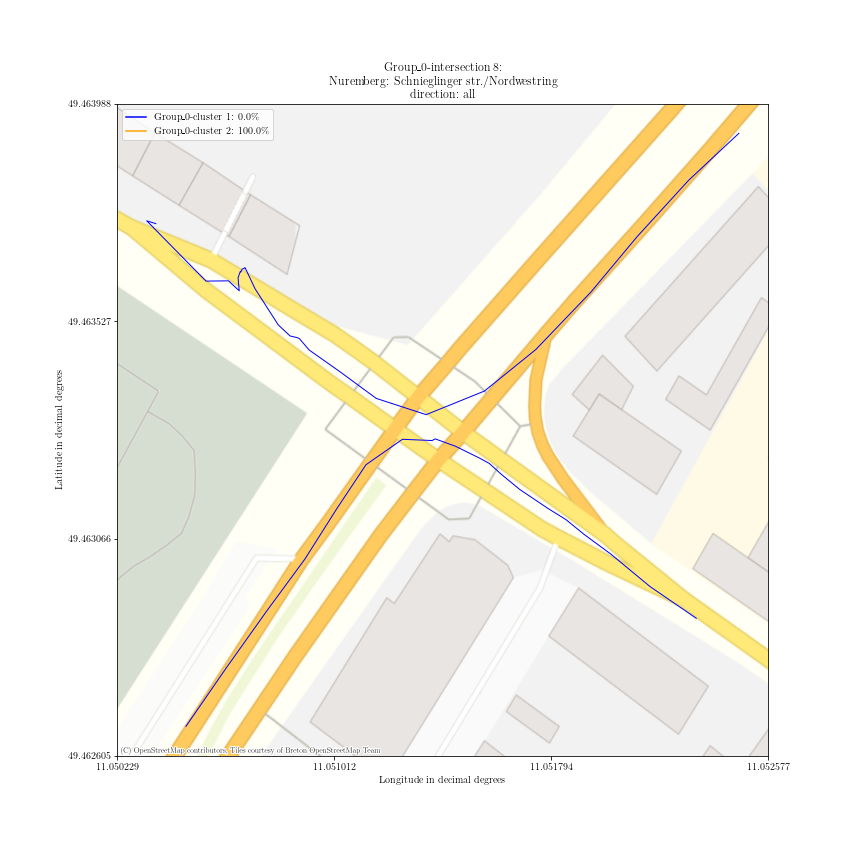 Group_0-intersection 8:
Nuremberg: Schnieglinger str./Nordwestring
direction: all
Group_0-cluster 1: 0.0%
Group_0-cluster 2: 100.0%
49.463988
49.463527
49.463066
49.462605
Latitude in decimal degrees
(C) OpenStreetMap contributors, Tiles courtesy of Breton OpenStreetMap Team
11.050229
11.051012
11.051794
11.052577
Longitude in decimal degrees